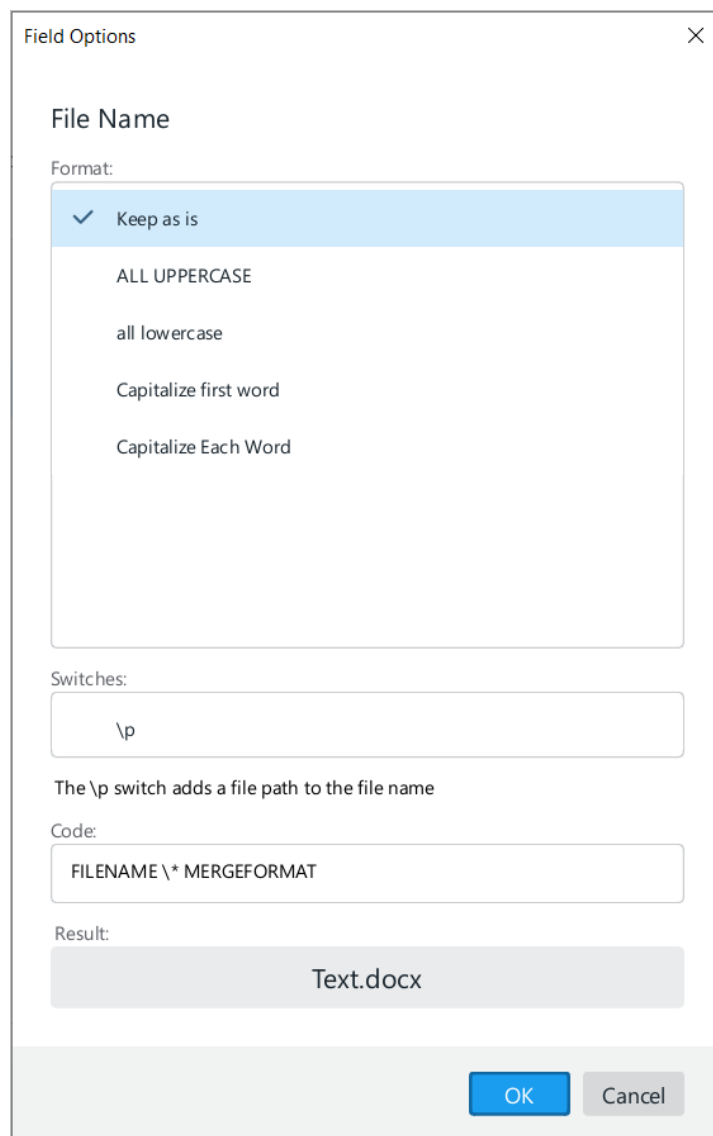 Field Options
File Name
Format:
Keep as is
ALL UPPERCASE
all lowercase
Capitalize first word
Capitalize Each Word
Switches:
\p
The \p switch adds a file path to the file name
Code:
FILENAME \* MERGEFORMAT
Result:
Text.docx
OK Cancel